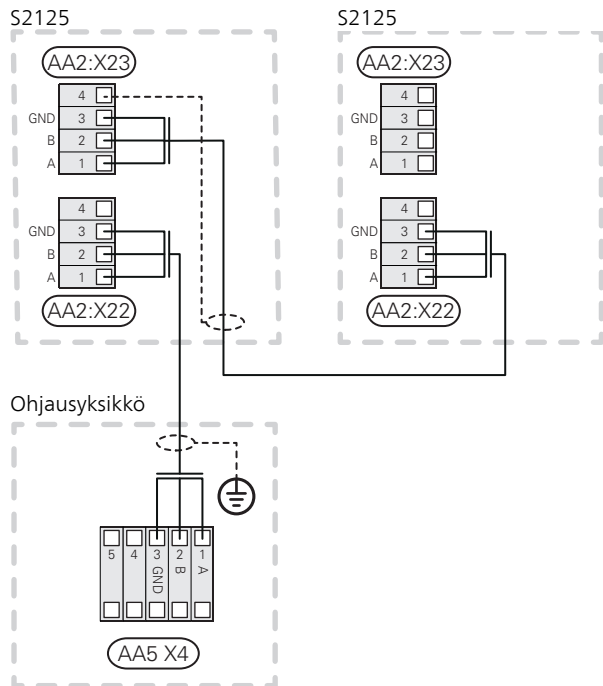 S2125
AA2:X23
4
GND 3
B 2
A 1
4
GND 3
B 2
A 1
AA2:X22
S2125
AA2:X23
4
GND 3
B 2
A 1
4
GND 3
B 2
A 1
AA2:X22
Ohjausyksikkö
5 4 3 2 1
GND B A
AA5 X4